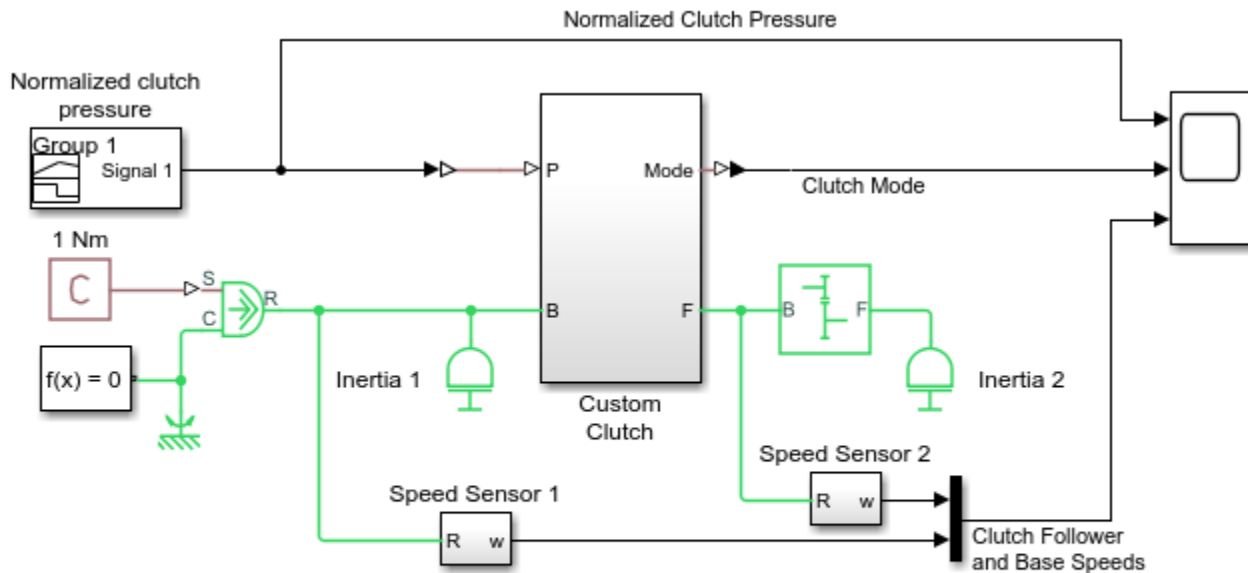 Normalized Clutch Pressure
Normalized clutch
pressure
Group 1
Signal 1
P
Mode
Clutch Mode
1 Nm
C
S
C
R
B
F
B
F
f(x) = 0
Inertia 1
Inertia 2
Custom
Clutch
Speed Sensor 2
R
w
Speed Sensor 1
R
w
Clutch Follower
and Base Speeds